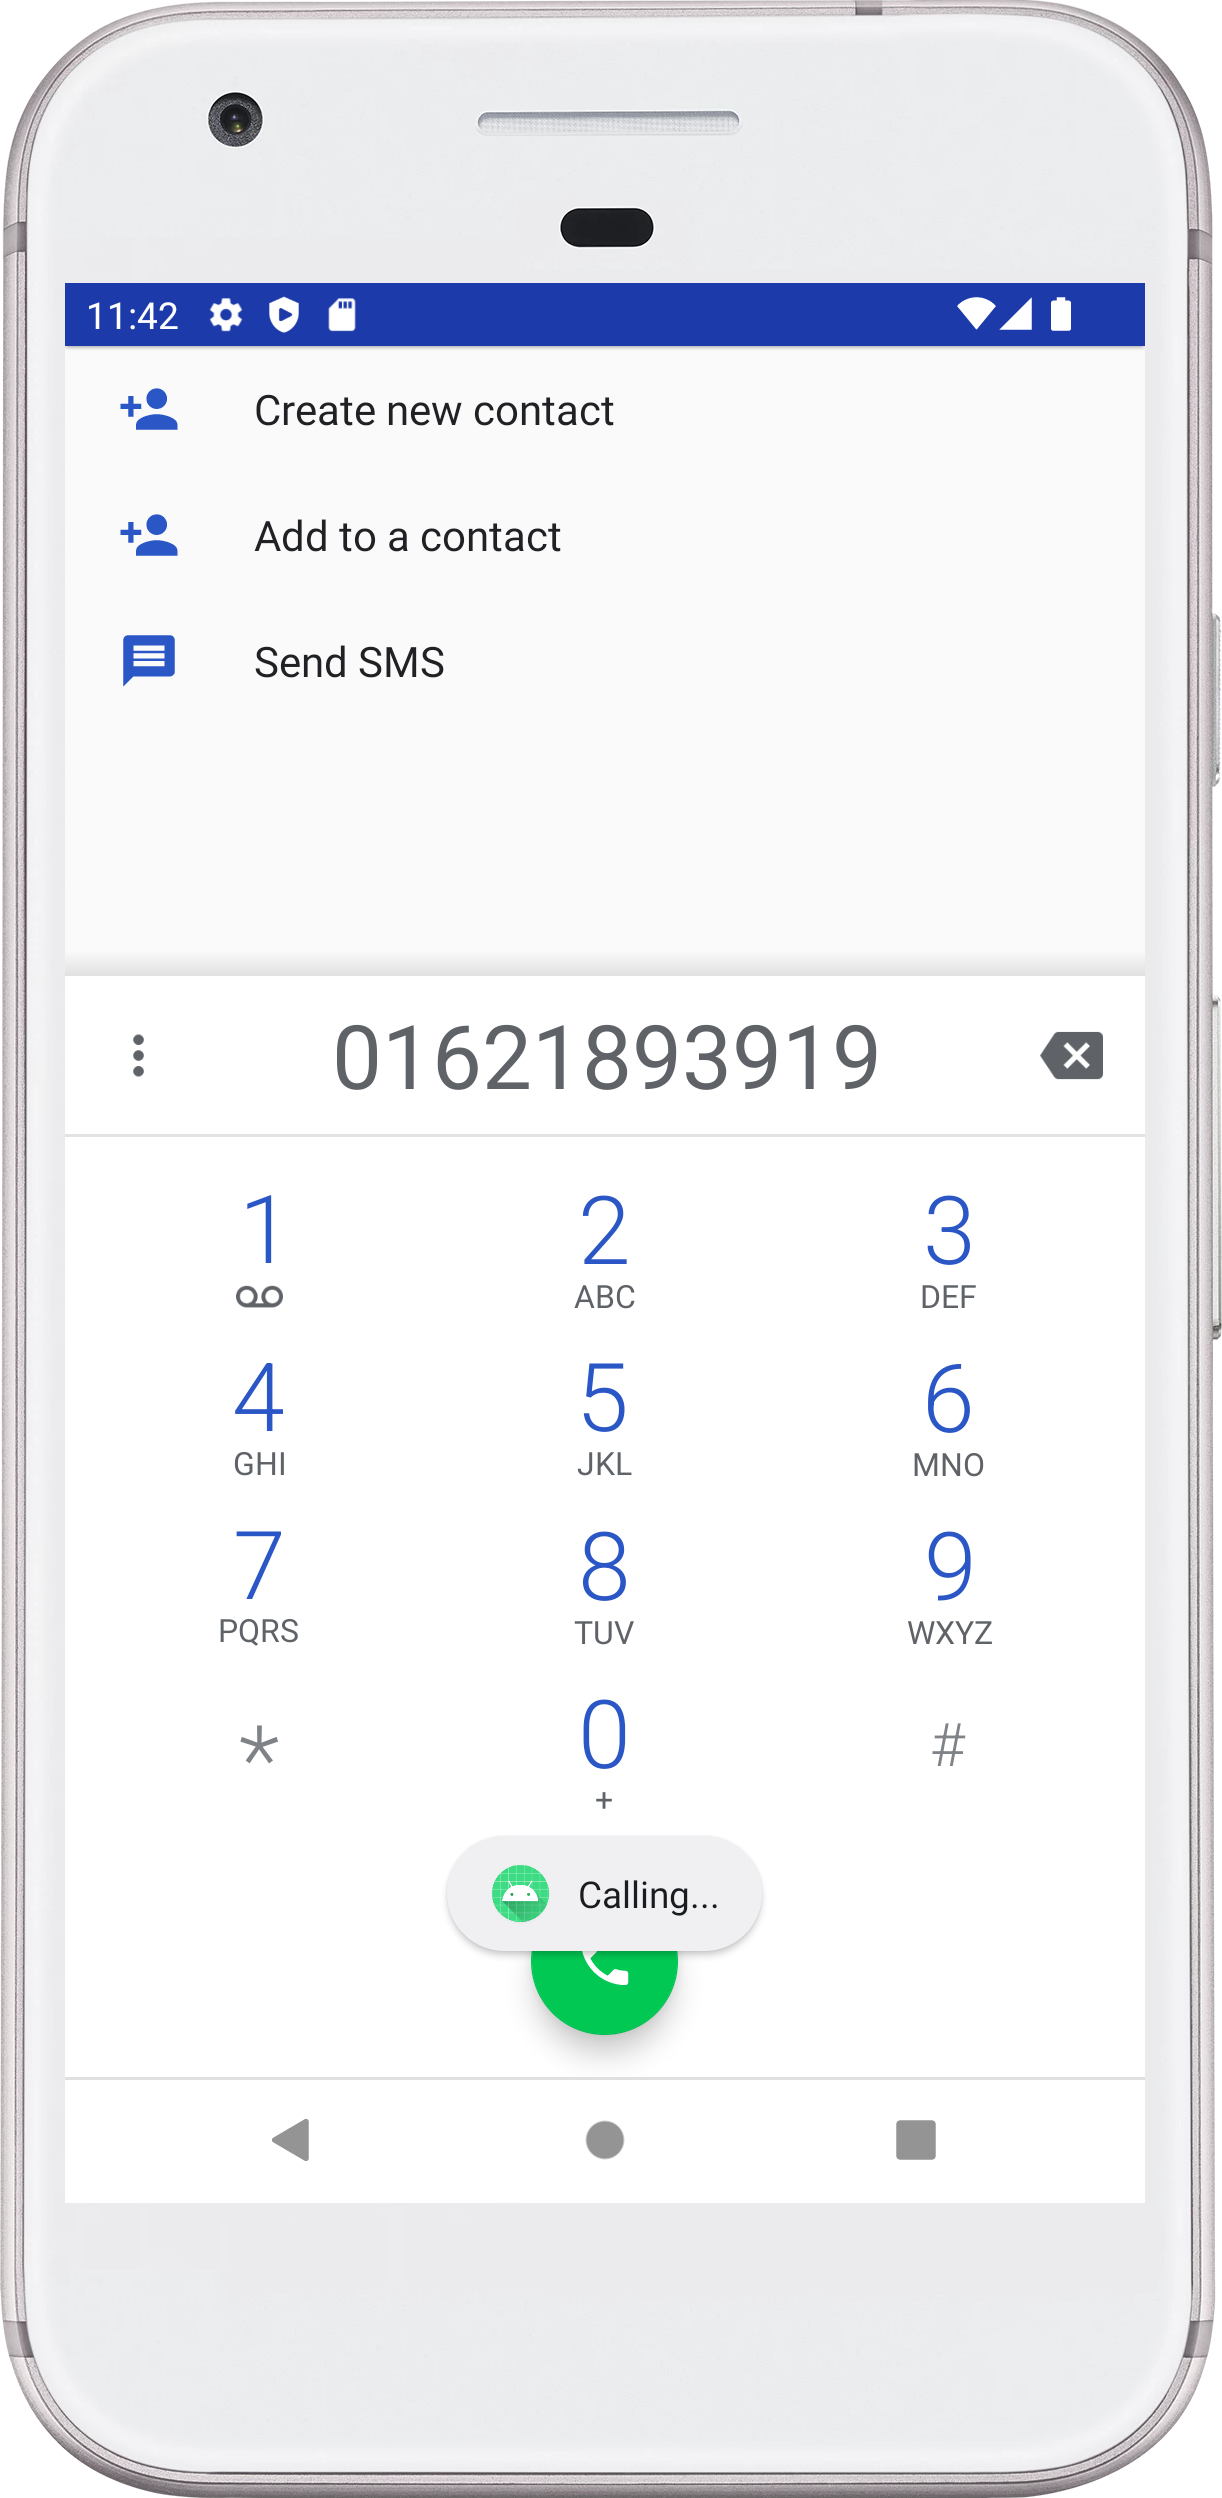 11:42
Create new contact
Add to a contact
Send SMS
01621893919
1 2 3
ABC DEF
4 5 6
GHI JKL MNO
7 8 9
PQRS TUV WXYZ
* 0 #
+
Calling...